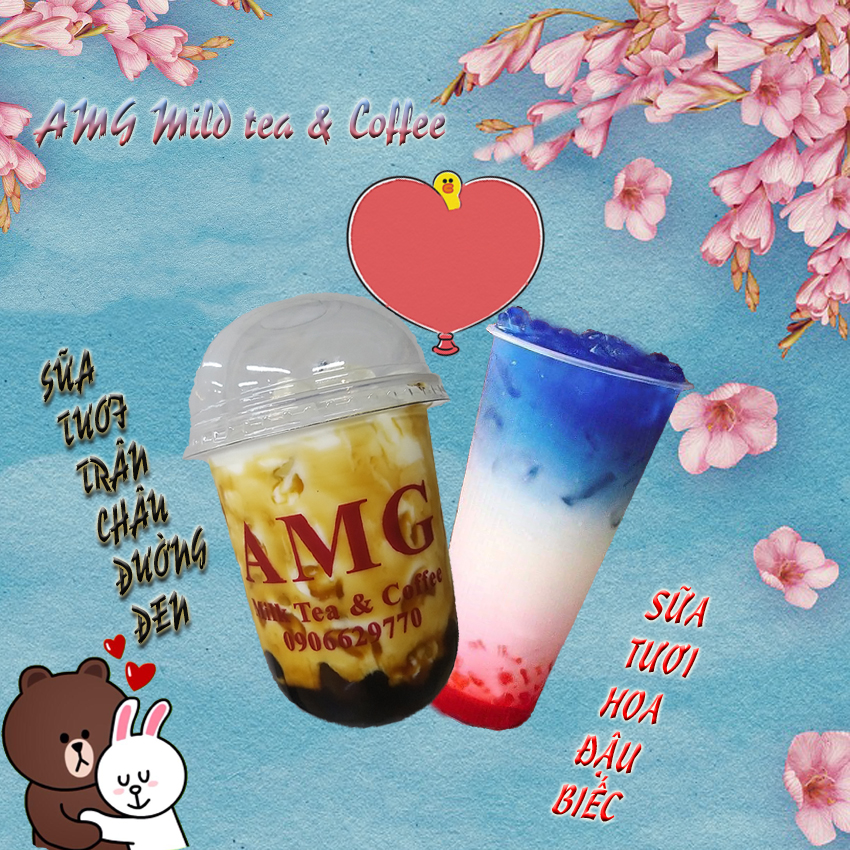 AMG Mild tea & Coffee
SỮA
TƯƠI
TRÂN
CHÂU
ĐƯỜNG
ĐEN
AMG
Milk Tea & Coffee
0906629770
SỮA
TƯƠI
HOA
ĐẬU
BIẾC